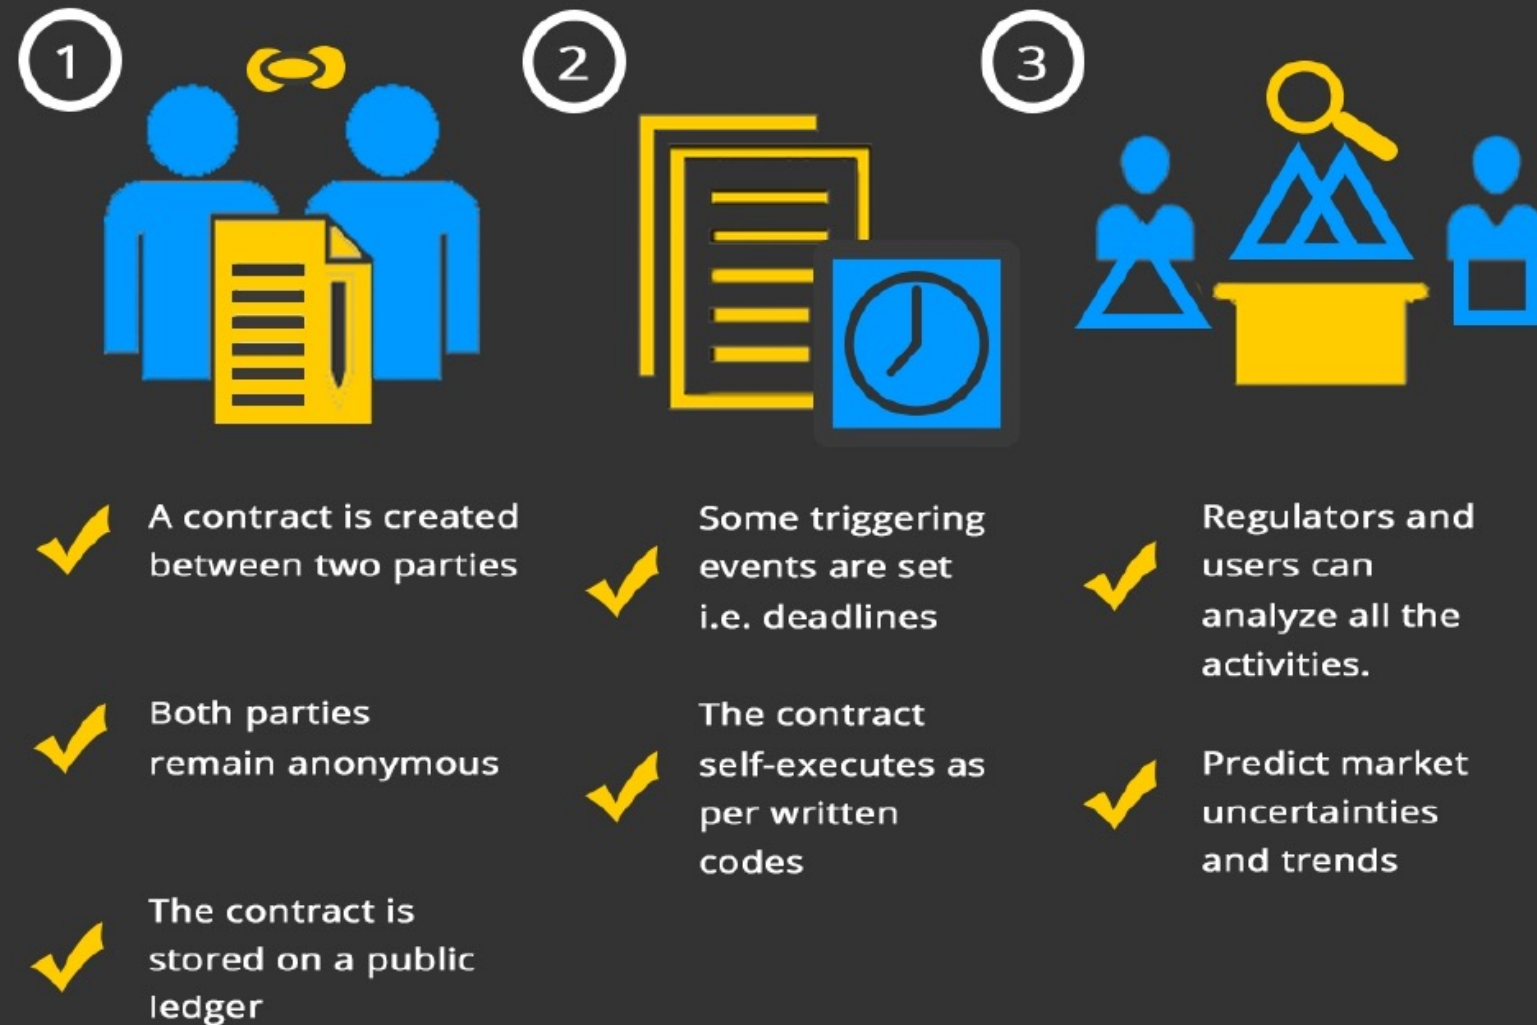 1
A contract is created
between two parties
Both parties
remain anonymous
The contract is
stored on a public
ledger
2
Some triggering
events are set
i.e. deadlines
The contract
self-executes as
per written
codes
3
Regulators and
users can
analyze all the
activities.
Predict market
uncertainties
and trends